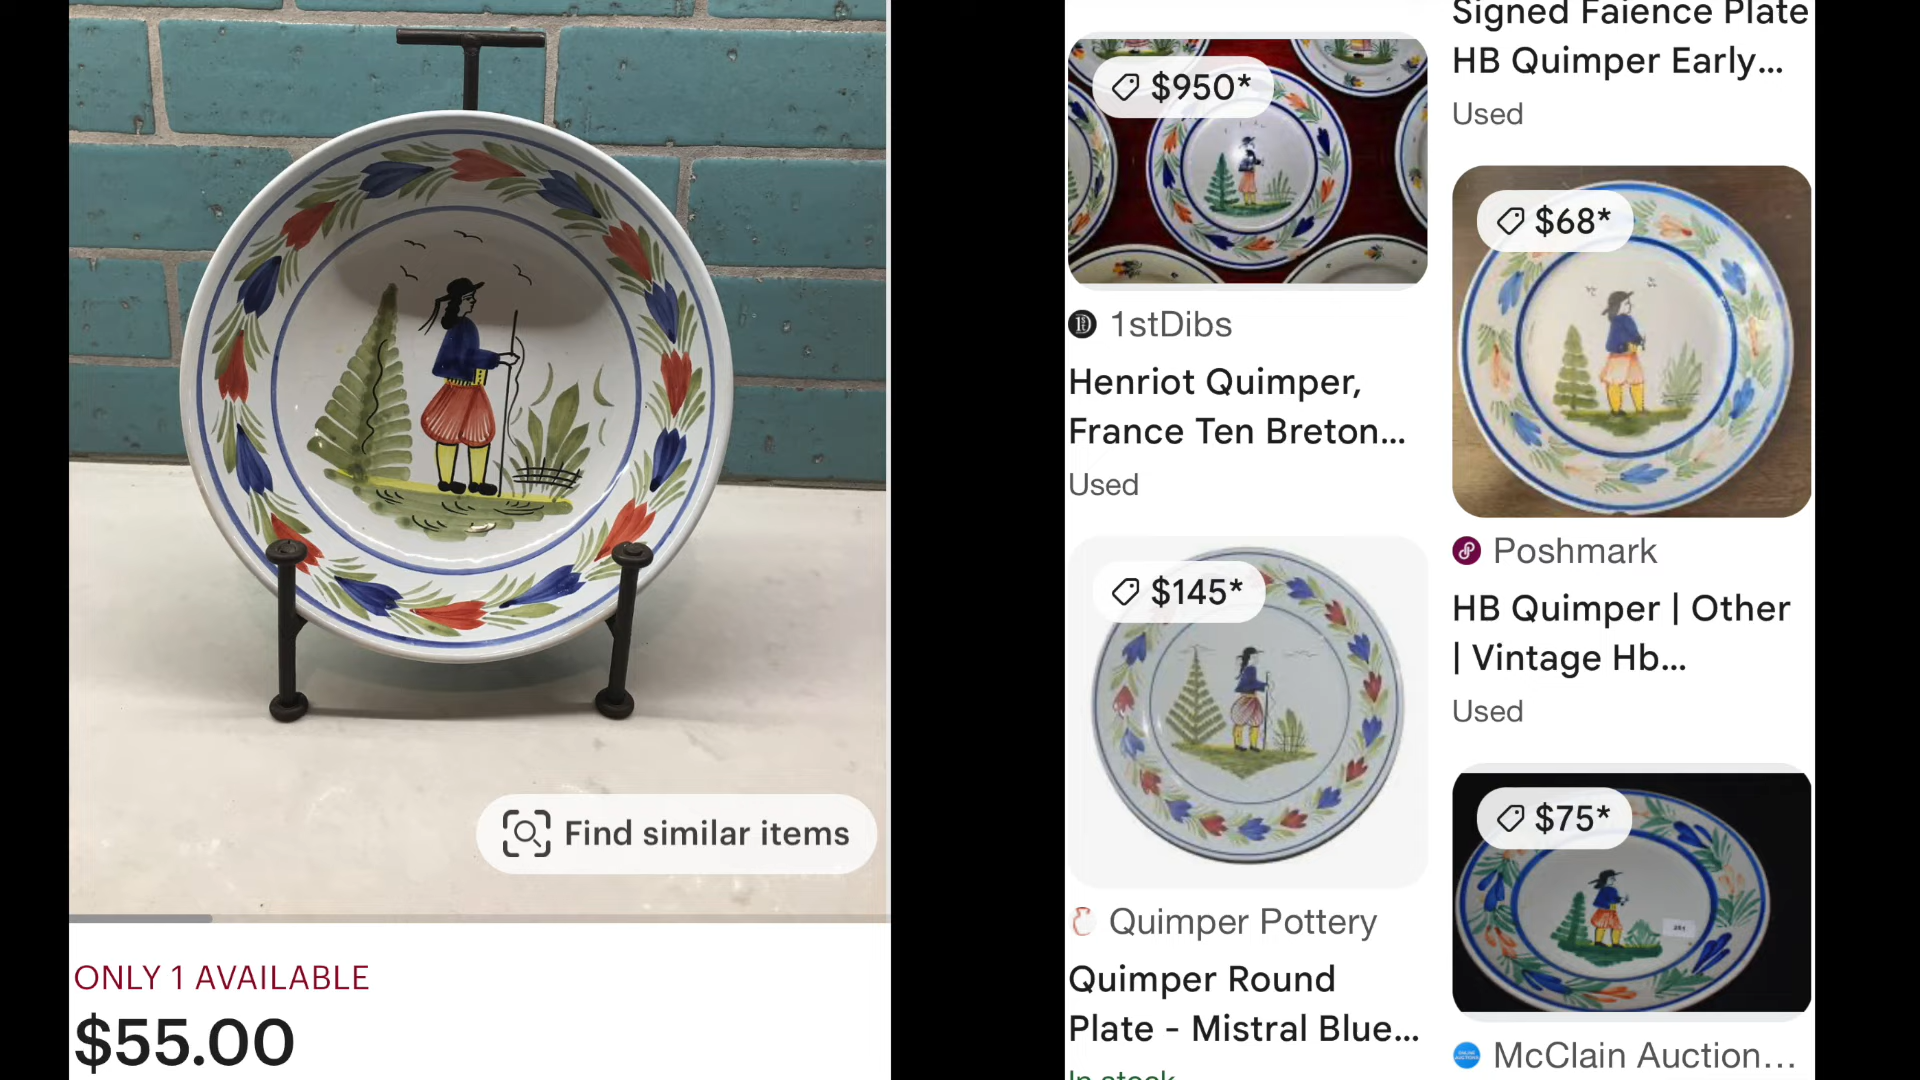 Find similar items
ONLY 1 AVAILABLE
$55.00
$950*
1stDibs
Henriot Quimper,
France Ten Breton...
Used
$145*
Quimper Pottery
Quimper Round
Plate - Mistral Blue...
In stock
Signed Faience Plate
HB Quimper Early...
Used
$68*
Poshmark
HB Quimper | Other
| Vintage Hb...
Used
$75*
McClain Auction...